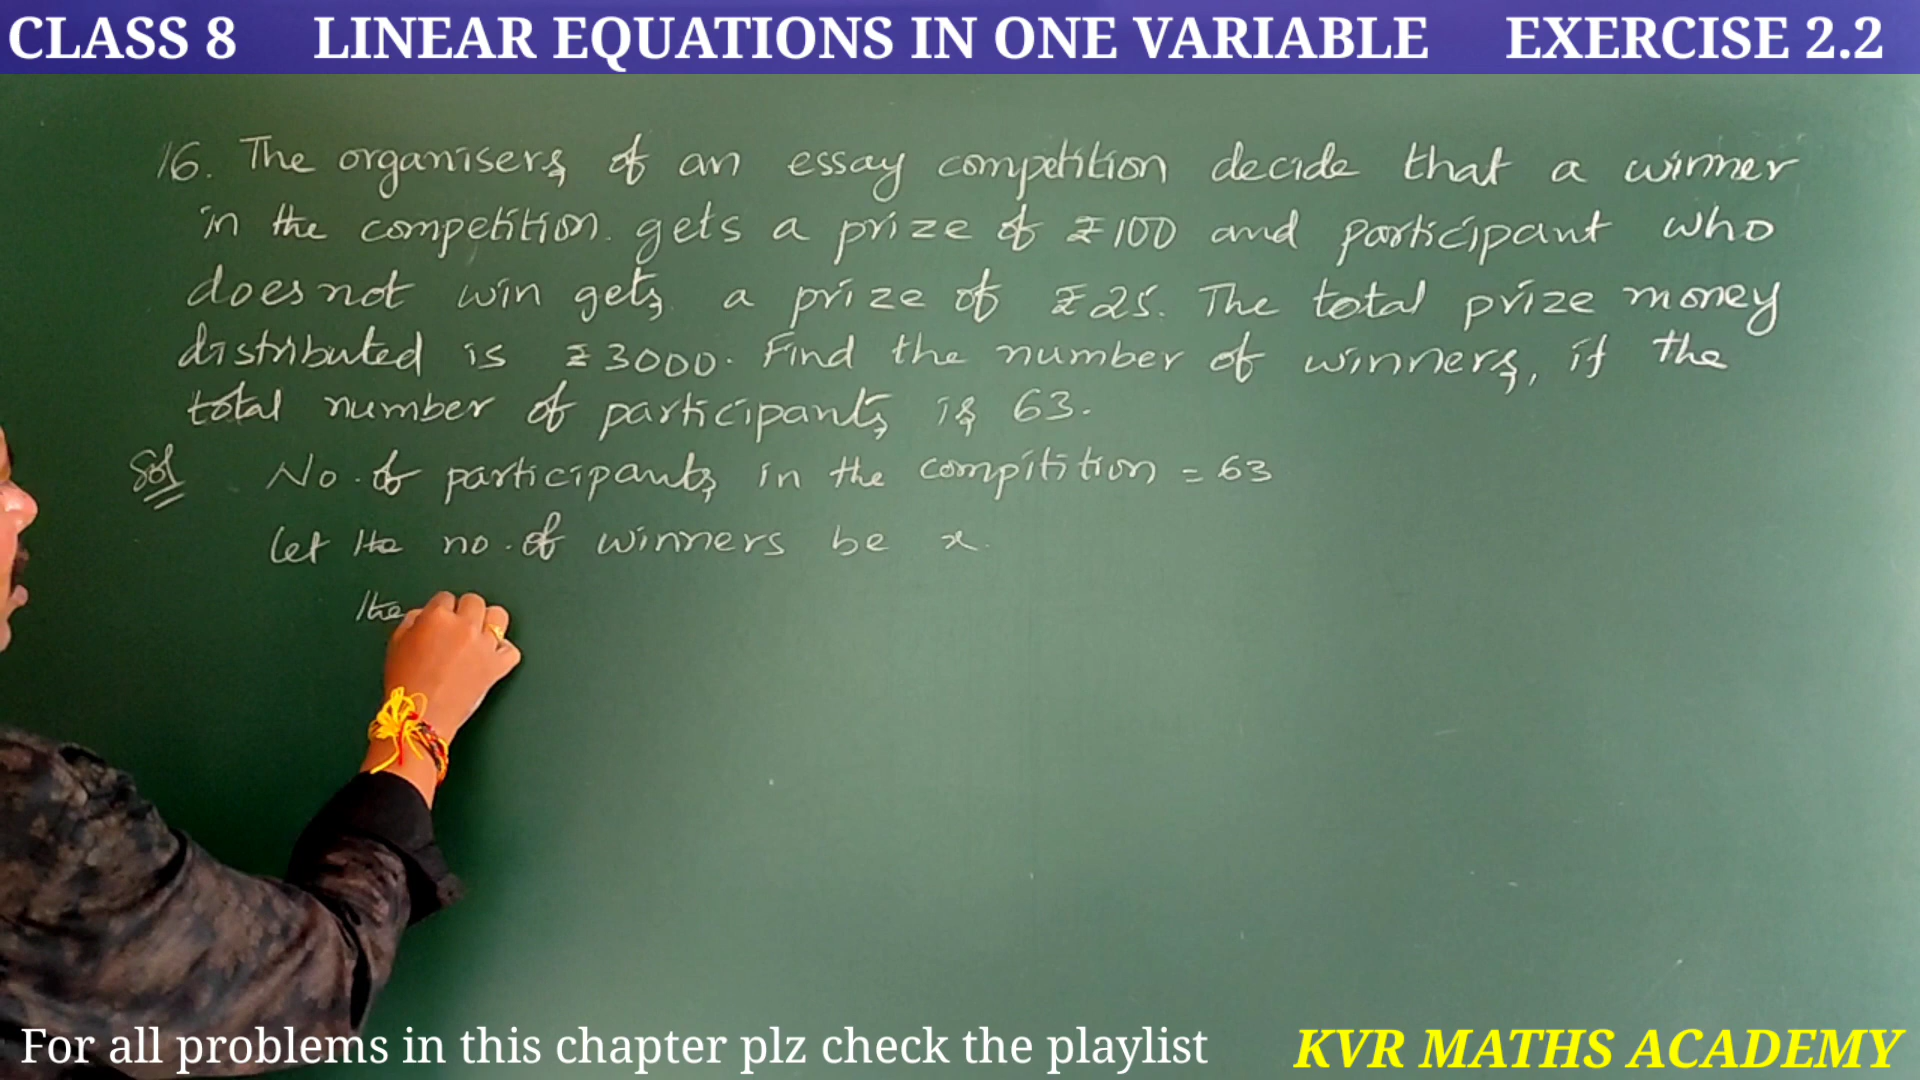 CLASS 8 LINEAR EQUATIONS IN ONE VARIABLE EXERCISE 2.2
16. The organisers of an essay competition decide that a winner
in the competition. gets a prize of ₹100 and participant who
does not win gets a prize of ₹25. The total prize money
distributed is ₹3000. Find the number of winners, if the
total number of participants is 63.
Sol No. of participants in the compitition = 63
Let the no. of winners be x.
the
For all problems in this chapter plz check the playlist KVR MATHS ACADEMY